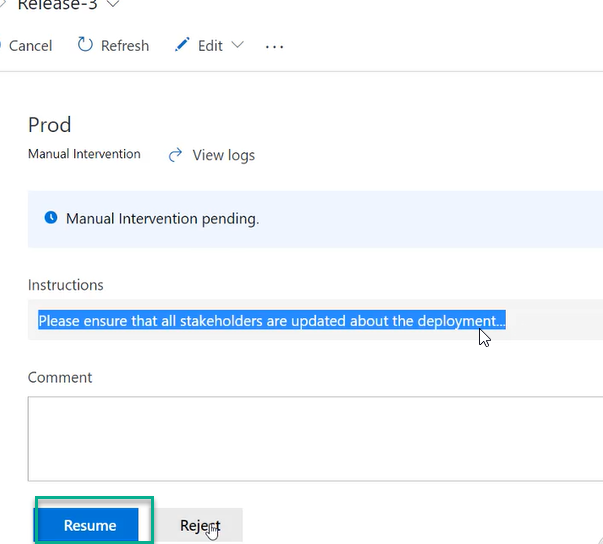 Release-3
Cancel Refresh Edit ...
Prod
Manual Intervention View logs
Manual Intervention pending.
Instructions
Please ensure that all stakeholders are updated about the deployment...
Comment
Resume Reject